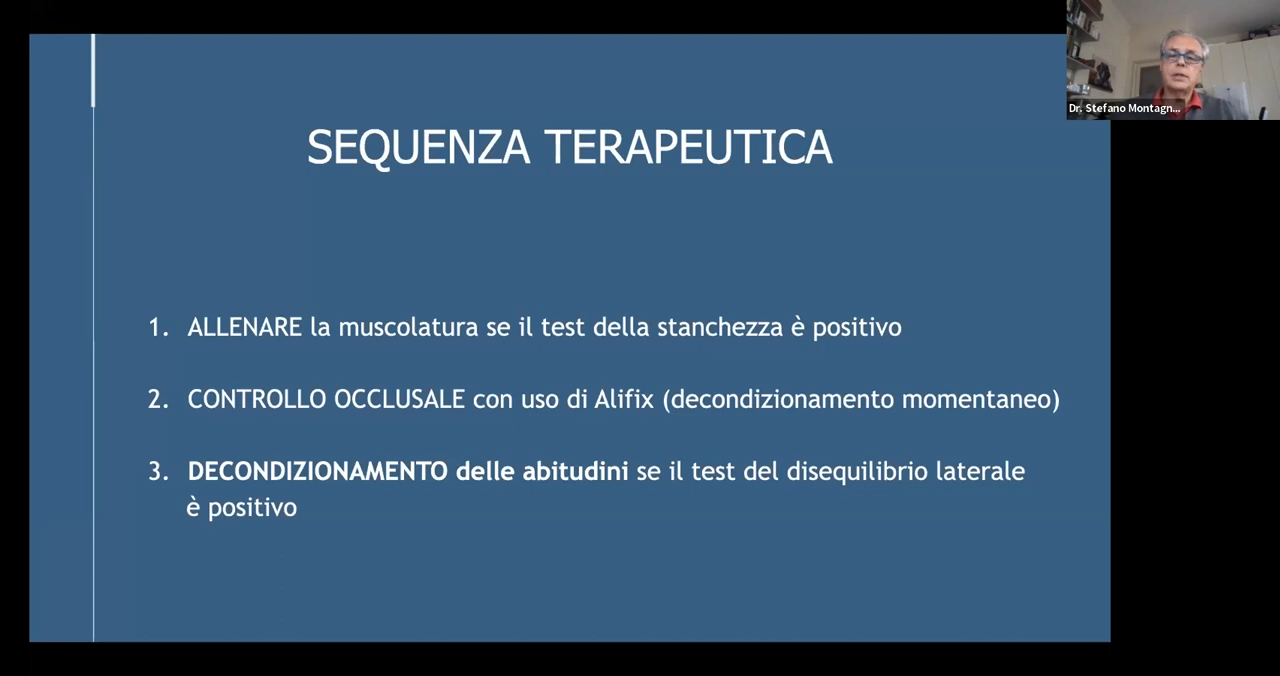 Dr. Stefano Montagn...
SEQUENZA TERAPEUTICA
1. ALLENARE la muscolatura se il test della stanchezza è positivo
2. CONTROLLO OCCLUSALE con uso di Alifix (decondizionamento momentaneo)
3. DECONDIZIONAMENTO delle abitudini se il test del disequilibrio laterale
è positivo